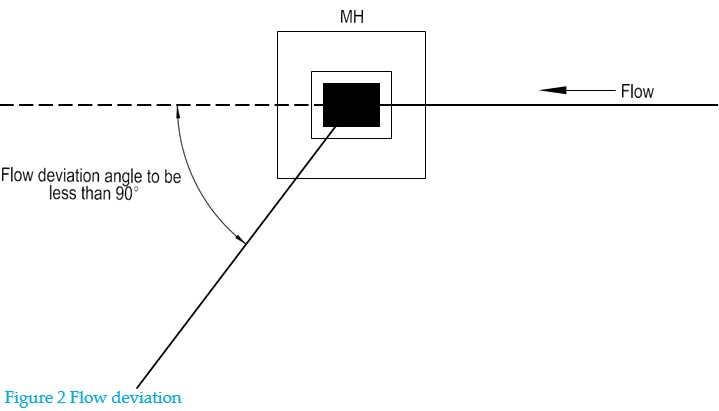 MH
Flow
Flow deviation angle to be
less than 90°
Figure 2 Flow deviation